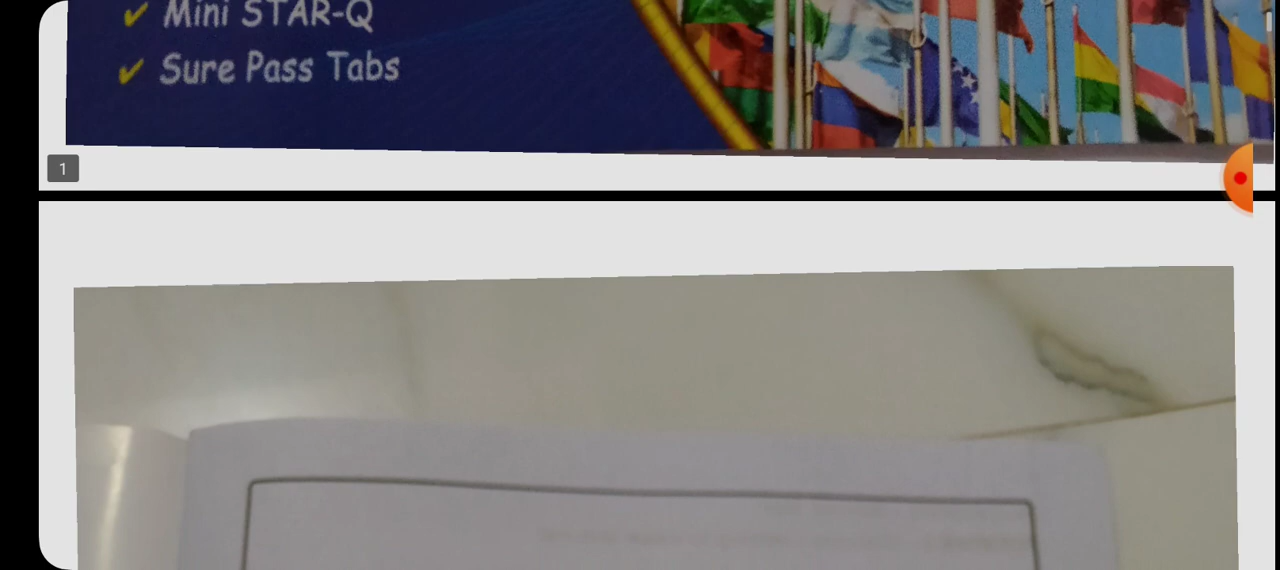 ✓ Mini STAR-Q
✓ Sure Pass Tabs
1